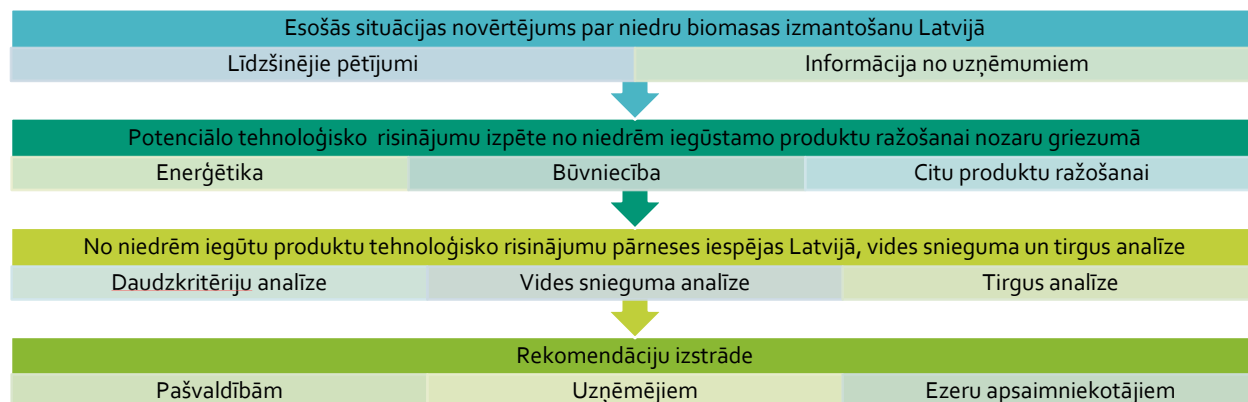 Esošās situācijas novērtējums par niedru biomasas izmantošanu Latvijā
Līdzšinējie pētījumi
Informācija no uzņēmumiem
Potenciālo tehnoloģisko risinājumu izpēte no niedrēm iegūstamo produktu ražošanai nozaru griezumā
Enerģētika
Būvniecība
Citu produktu ražošanai
No niedrēm iegūtu produktu tehnoloģisko risinājumu pārneses iespējas Latvijā, vides snieguma un tirgus analīze
Daudzkritēriju analīze
Vides snieguma analīze
Tirgus analīze
Rekomendāciju izstrāde
Pašvaldībām
Uzņēmējiem
Ezeru apsaimniekotājiem